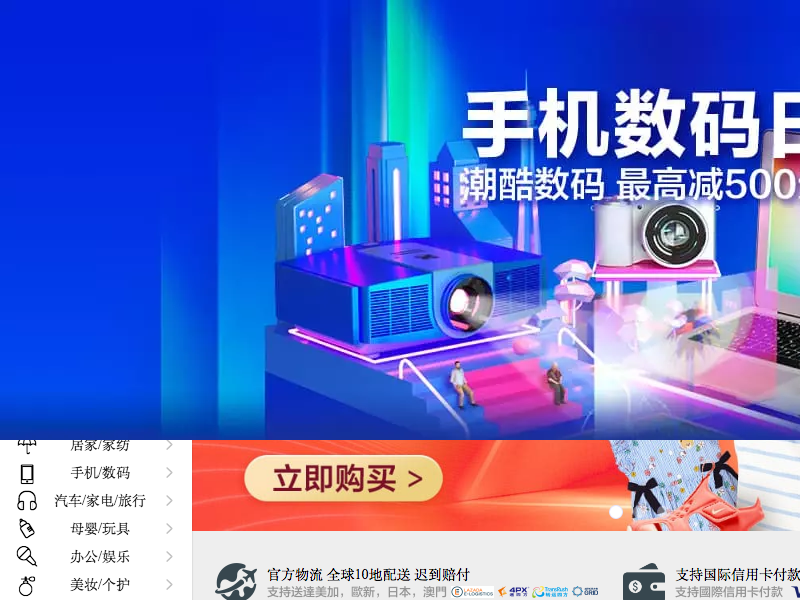 手机数码日
潮酷数码 最高减500
居家/家纺
手机/数码
汽车/家电/旅行
母婴/玩具
办公/娱乐
美妆/个护
立即购买 >
官方物流 全球10地配送 迟到赔付
支持送達美加，歐新，日本，澳門
LAZADA
4PX
TransRush
支持国际信用卡付款
支持國際信用卡付款